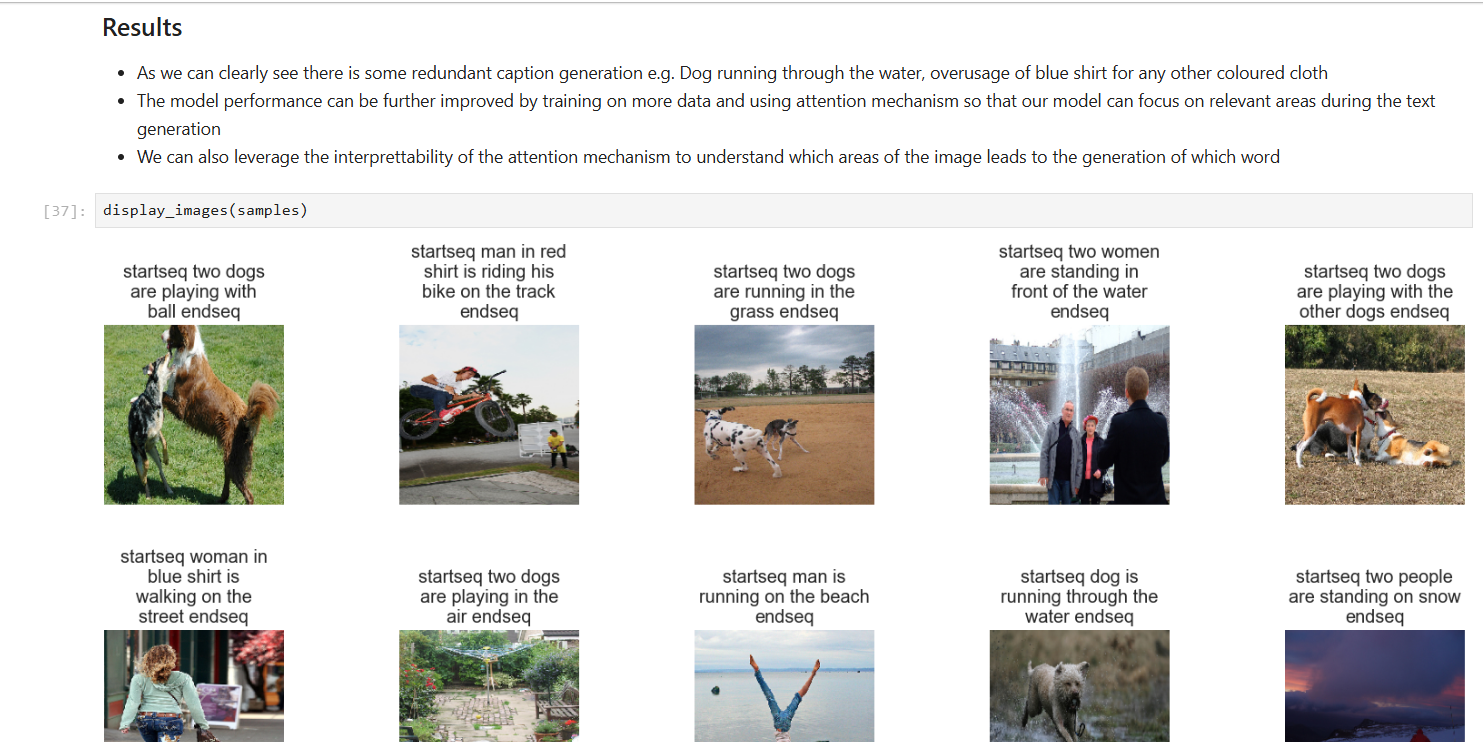 Results
As we can clearly see there is some redundant caption generation e.g. Dog running through the water, overusage of blue shirt for any other coloured cloth
The model performance can be further improved by training on more data and using attention mechanism so that our model can focus on relevant areas during the text
generation
We can also leverage the interprettability of the attention mechanism to understand which areas of the image leads to the generation of which word
[37]: display_images(samples)
startseq two dogs
are playing with
ball endseq
startseq man in red
shirt is riding his
bike on the track
endseq
startseq two dogs
are running in the
grass endseq
startseq two women
are standing in
front of the water
endseq
startseq two dogs
are playing with the
other dogs endseq
startseq woman in
blue shirt is
walking on the
street endseq
startseq two dogs
are playing in the
air endseq
startseq man is
running on the beach
endseq
startseq dog is
running through the
water endseq
startseq two people
are standing on snow
endseq